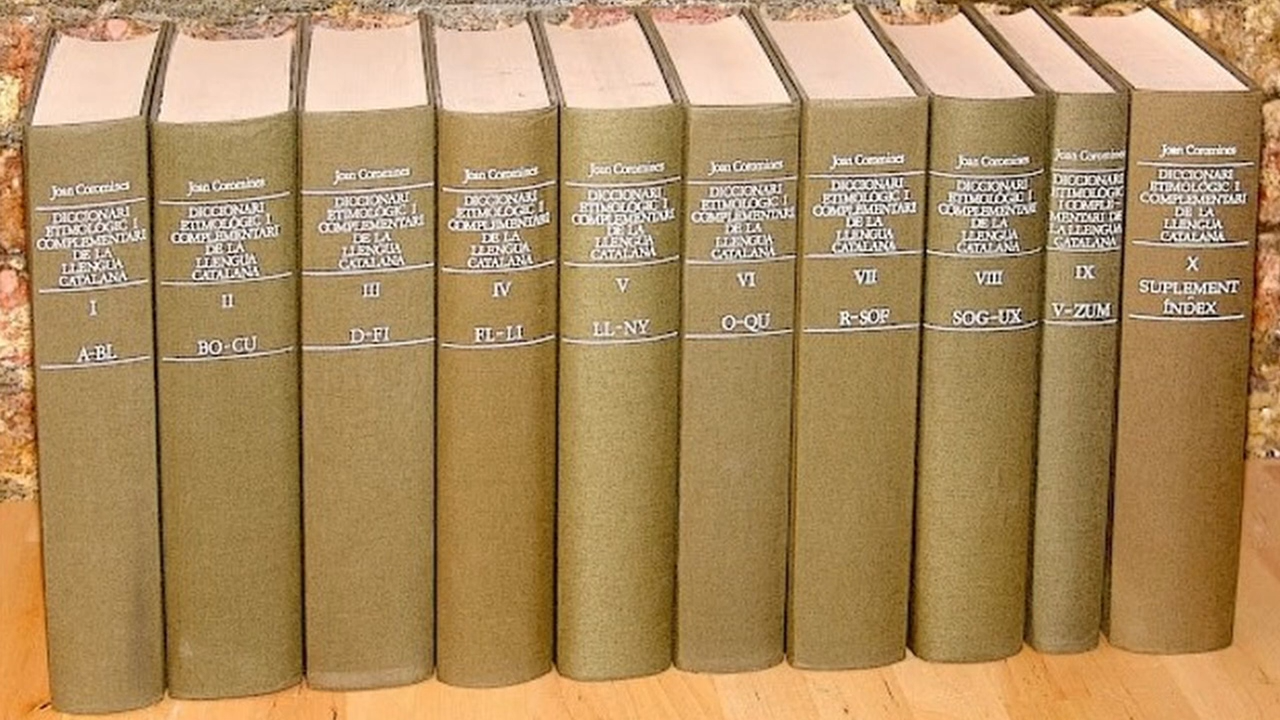 Joan Coromines
DICCIONARI
ETIMOLÒGIC I
COMPLEMENTARI
DE LA
LLENGUA
CATALANA
I
A-BL
Joan Coromines
DICCIONARI
ETIMOLÒGIC I
COMPLEMENTARI
DE LA
LLENGUA
CATALANA
II
BO-CU
Joan Coromines
DICCIONARI
ETIMOLÒGIC I
COMPLEMENTARI
DE LA
LLENGUA
CATALANA
III
D-FI
Joan Coromines
DICCIONARI
ETIMOLÒGIC I
COMPLEMENTARI
DE LA
LLENGUA
CATALANA
IV
FL-LI
Joan Coromines
DICCIONARI
ETIMOLÒGIC I
COMPLEMENTARI
DE LA
LLENGUA
CATALANA
V
LL-NY
Joan Coromines
DICCIONARI
ETIMOLÒGIC I
COMPLEMENTARI
DE LA
LLENGUA
CATALANA
VI
O-QU
Joan Coromines
DICCIONARI
ETIMOLÒGIC I
COMPLEMENTARI
DE LA
LLENGUA
CATALANA
VII
R-SOF
Joan Coromines
DICCIONARI
ETIMOLÒGIC I
COMPLEMENTARI
DE LA
LLENGUA
CATALANA
VIII
SOG-UX
Joan Coromines
DICCIONARI
ETIMOLÒGIC
I COMPLE-
MENTARI DE
LA LLENGUA
CATALANA
IX
V-ZUM
Joan Coromines
DICCIONARI
ETIMOLÒGIC I
COMPLEMENTARI
DE LA
LLENGUA
CATALANA
X
SUPLEMENT
ÍNDEX